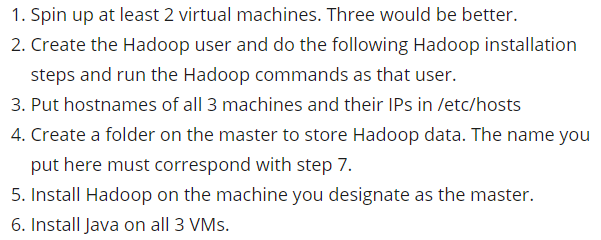 1. Spin up at least 2 virtual machines. Three would be better.
2. Create the Hadoop user and do the following Hadoop installation
steps and run the Hadoop commands as that user.
3. Put hostnames of all 3 machines and their IPs in /etc/hosts
4. Create a folder on the master to store Hadoop data. The name you
put here must correspond with step 7.
5. Install Hadoop on the machine you designate as the master.
6. Install Java on all 3 VMs.